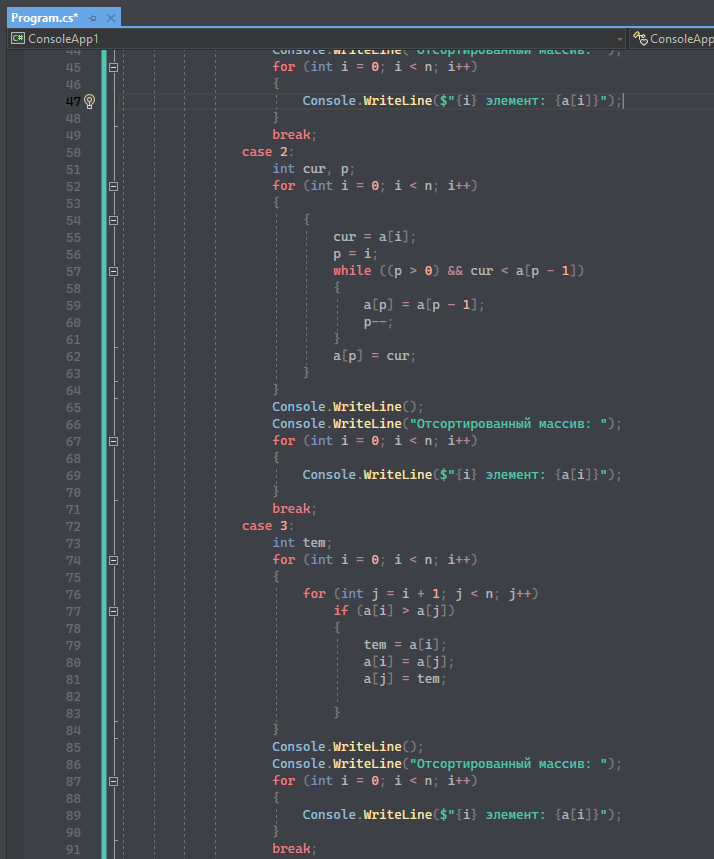 Program.cs*
C# ConsoleApp1 ConsoleApp
44 Console.WriteLine("Отсортированный массив: ");
45 for (int i = 0; i < n; i++)
46 {
47 Console.WriteLine($"{i} элемент: {a[i]}");
48 }
49 break;
50 case 2:
51 int cur, p;
52 for (int i = 0; i < n; i++)
53 {
54 {
55 cur = a[i];
56 p = i;
57 while ((p > 0) && cur < a[p - 1])
58 {
59 a[p] = a[p - 1];
60 p--;
61 }
62 a[p] = cur;
63 }
64 }
65 Console.WriteLine();
66 Console.WriteLine("Отсортированный массив: ");
67 for (int i = 0; i < n; i++)
68 {
69 Console.WriteLine($"{i} элемент: {a[i]}");
70 }
71 break;
72 case 3:
73 int tem;
74 for (int i = 0; i < n; i++)
75 {
76 for (int j = i + 1; j < n; j++)
77 if (a[i] > a[j])
78 {
79 tem = a[i];
80 a[i] = a[j];
81 a[j] = tem;
82
83 }
84 }
85 Console.WriteLine();
86 Console.WriteLine("Отсортированный массив: ");
87 for (int i = 0; i < n; i++)
88 {
89 Console.WriteLine($"{i} элемент: {a[i]}");
90 }
91 break;